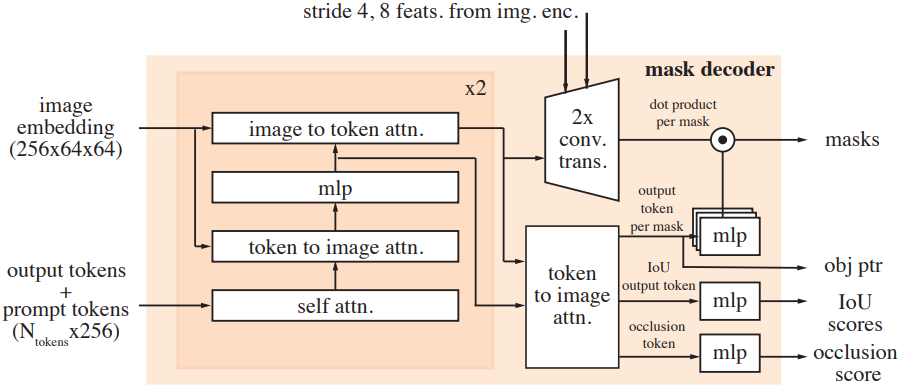 stride 4, 8 feats. from img. enc.
mask decoder
x2
image
embedding
(256x64x64)
image to token attn.
mlp
token to image attn.
self attn.
output tokens
+
prompt tokens
(N_tokens x256)
2x
conv.
trans.
dot product
per mask
masks
output
token
per mask
mlp
obj ptr
token
to image
attn.
IoU
output token
mlp
IoU
scores
occlusion
token
mlp
occlusion
score